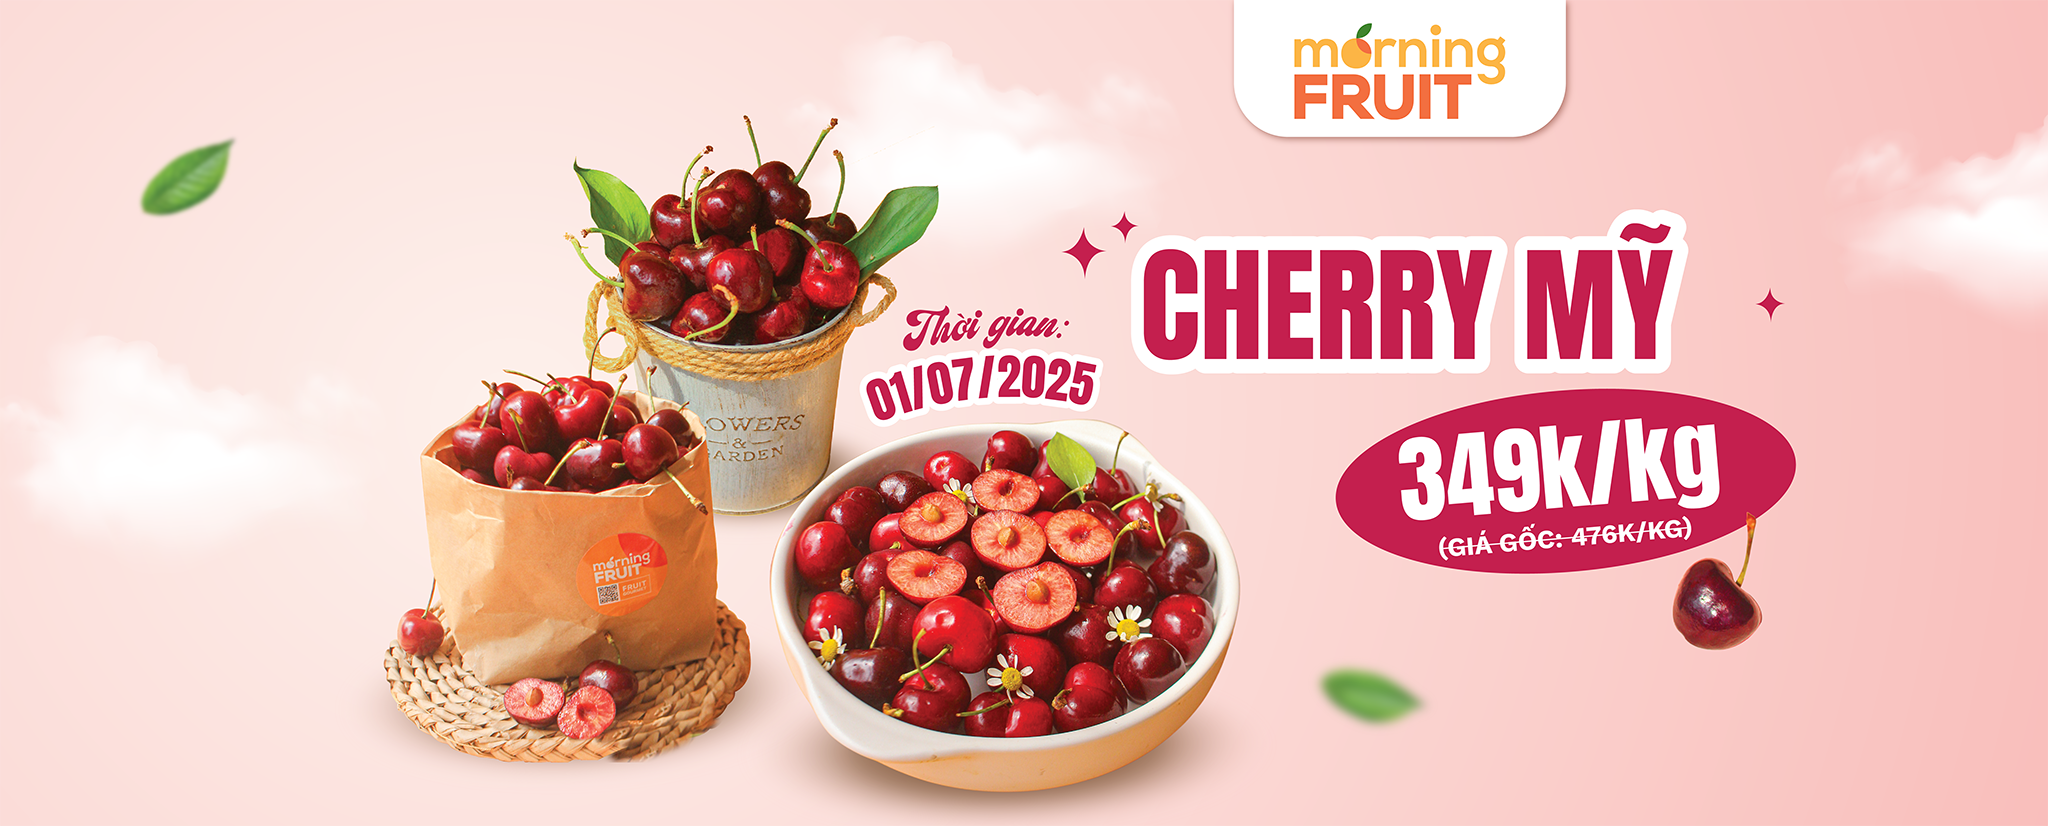 morning
FRUIT
CHERRY MỸ
Thời gian:
01/07/2025
349k/kg
(GIÁ GỐC: 476K/KG)
OWERS
&
ARDEN
morning
FRUIT
FRUIT